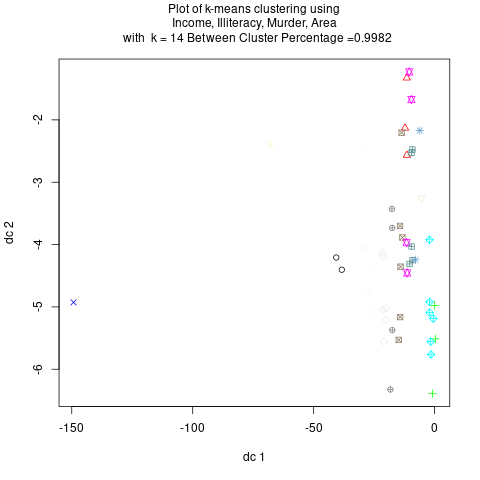 Plot of k-means clustering using
Income, Illiteracy, Murder, Area
with k = 14 Between Cluster Percentage =0.9982
-2
-3
-4
-5
-6
dc 2
-150
-100
-50
0
dc 1